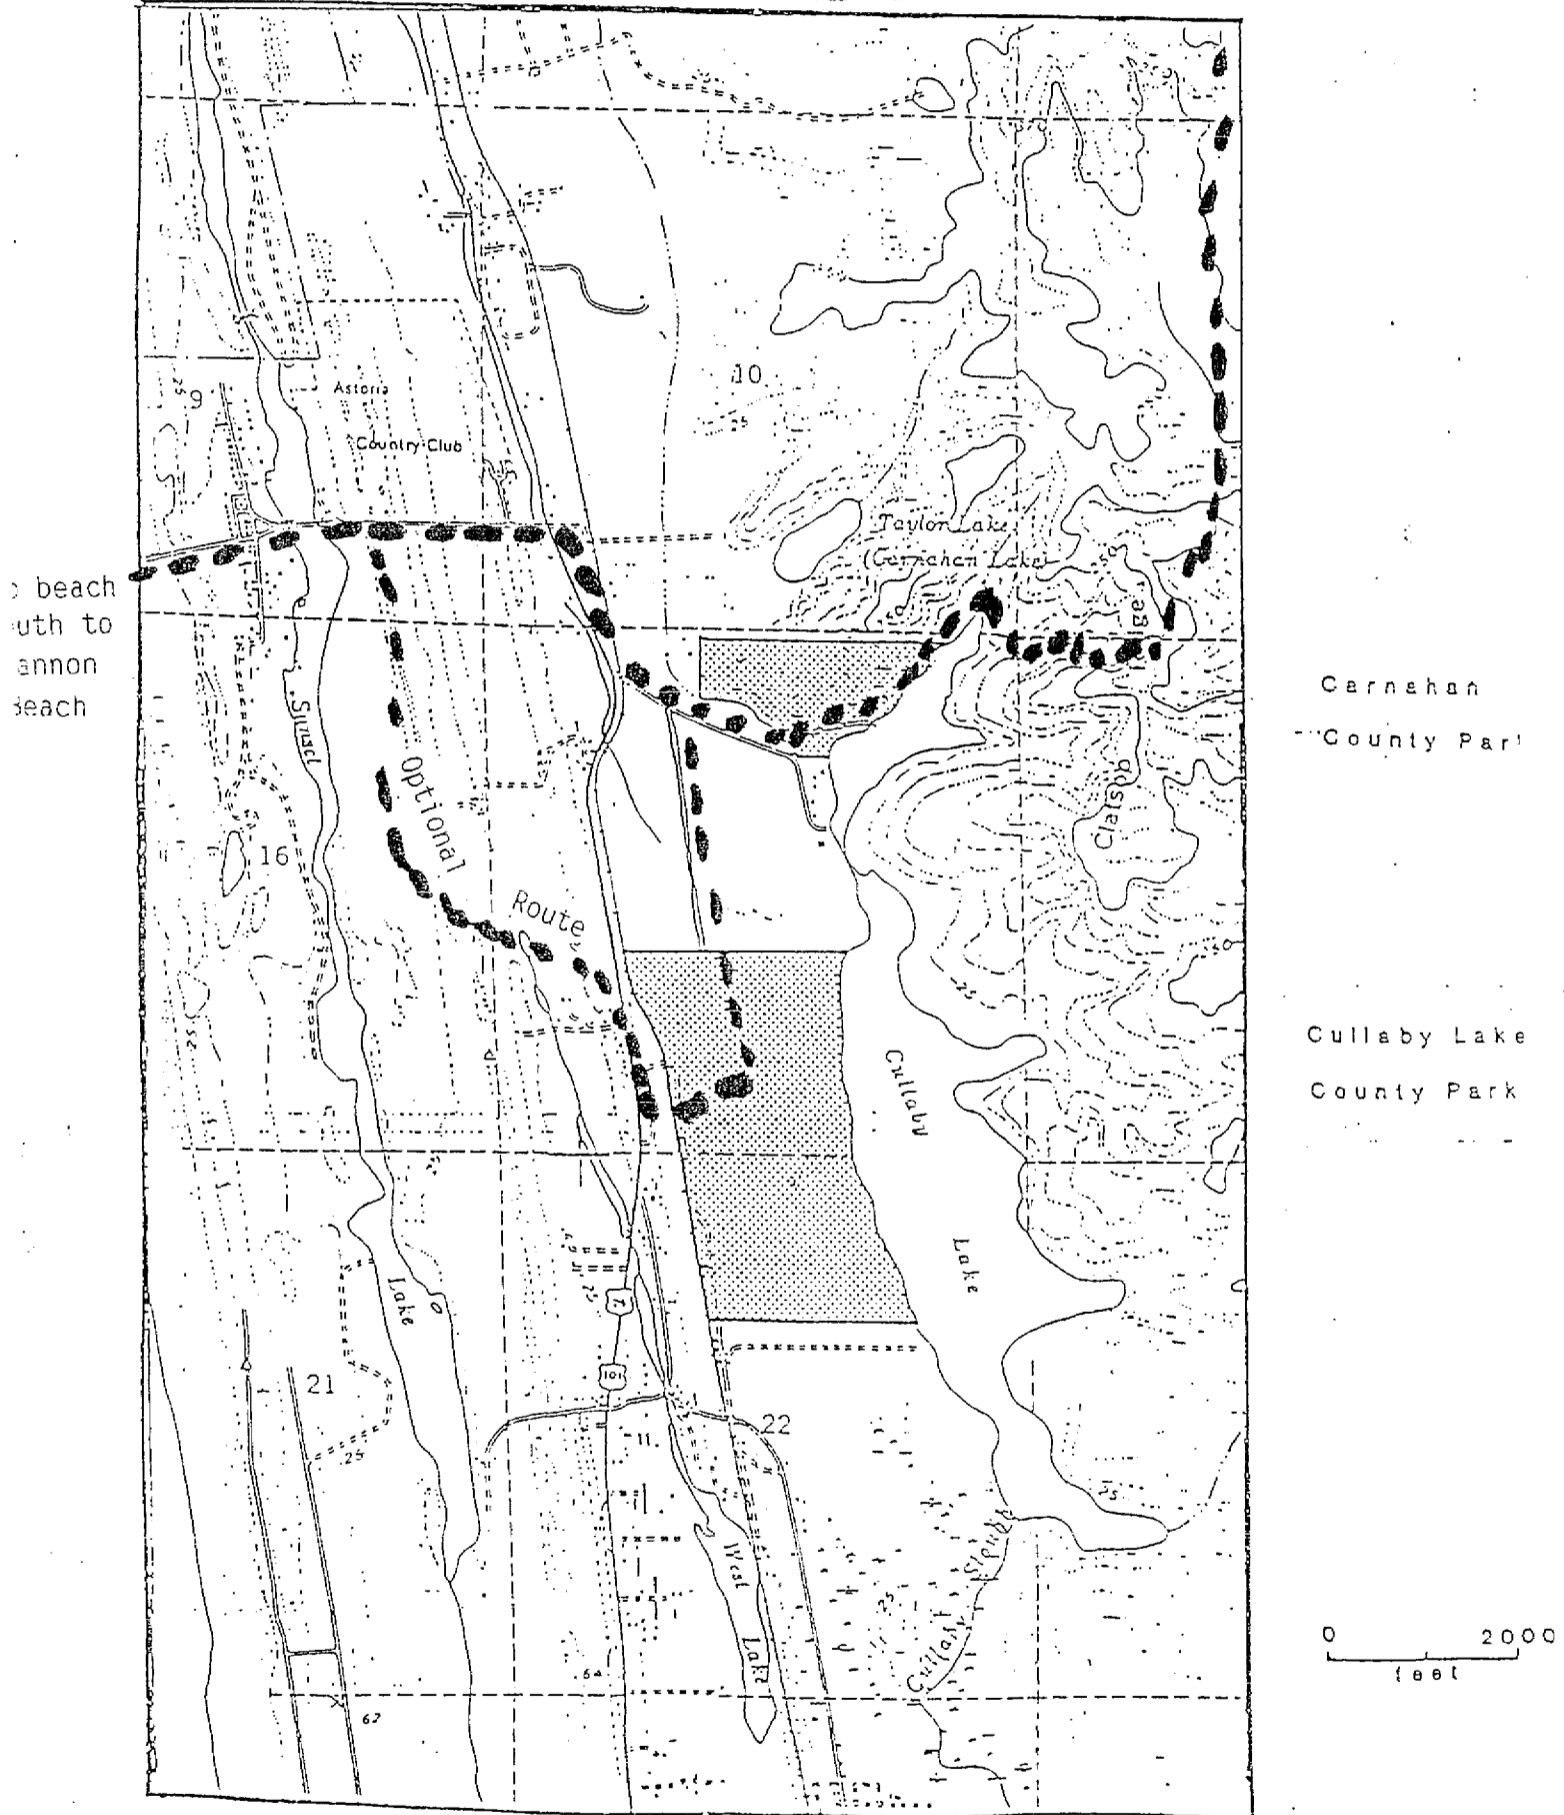 10
9
Astoria
Country Club
Taylor Lake
(Carnahan Lake)
beach
uth to
annon
Beach
Carnahan
County Par
Sunset
Optional
Clatsop
16
Route
25
Cullaby Lake
County Park
Cullaby
Lake
Lake
101
21
22
25
25
Cullaby Slough
West
Lake
0 2000
feet
64
62